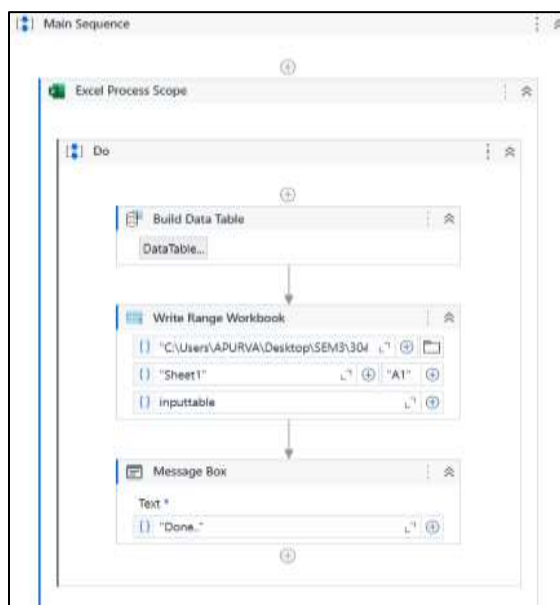 Main Sequence
Excel Process Scope
Do
Build Data Table
DataTable...
Write Range Workbook
"C:\Users\APURVA\Desktop\SEM3\304
"Sheet1" "A1"
inputtable
Message Box
Text *
"Done.."